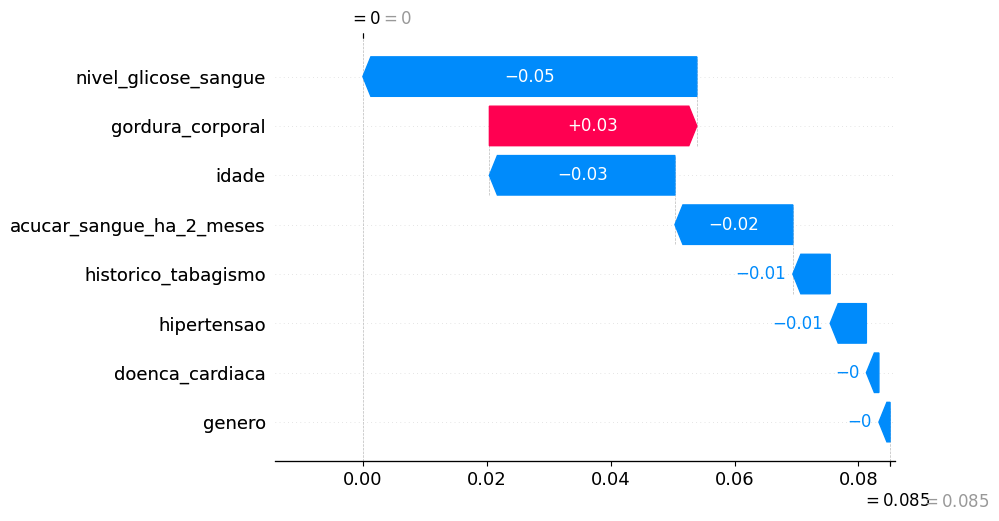 = 0 = 0
nivel_glicose_sangue −0.05
gordura_corporal +0.03
idade −0.03
acucar_sangue_ha_2_meses −0.02
historico_tabagismo −0.01
hipertensao −0.01
doenca_cardiaca −0
genero −0
0.00 0.02 0.04 0.06 0.08
= 0.085 = 0.085